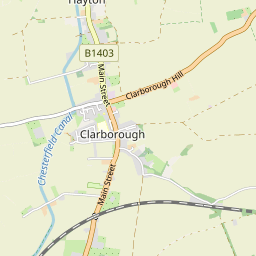 Hayton
B1403
Main Street
Clarborough Hill
Chesterfield Canal
Clarborough
Main Street